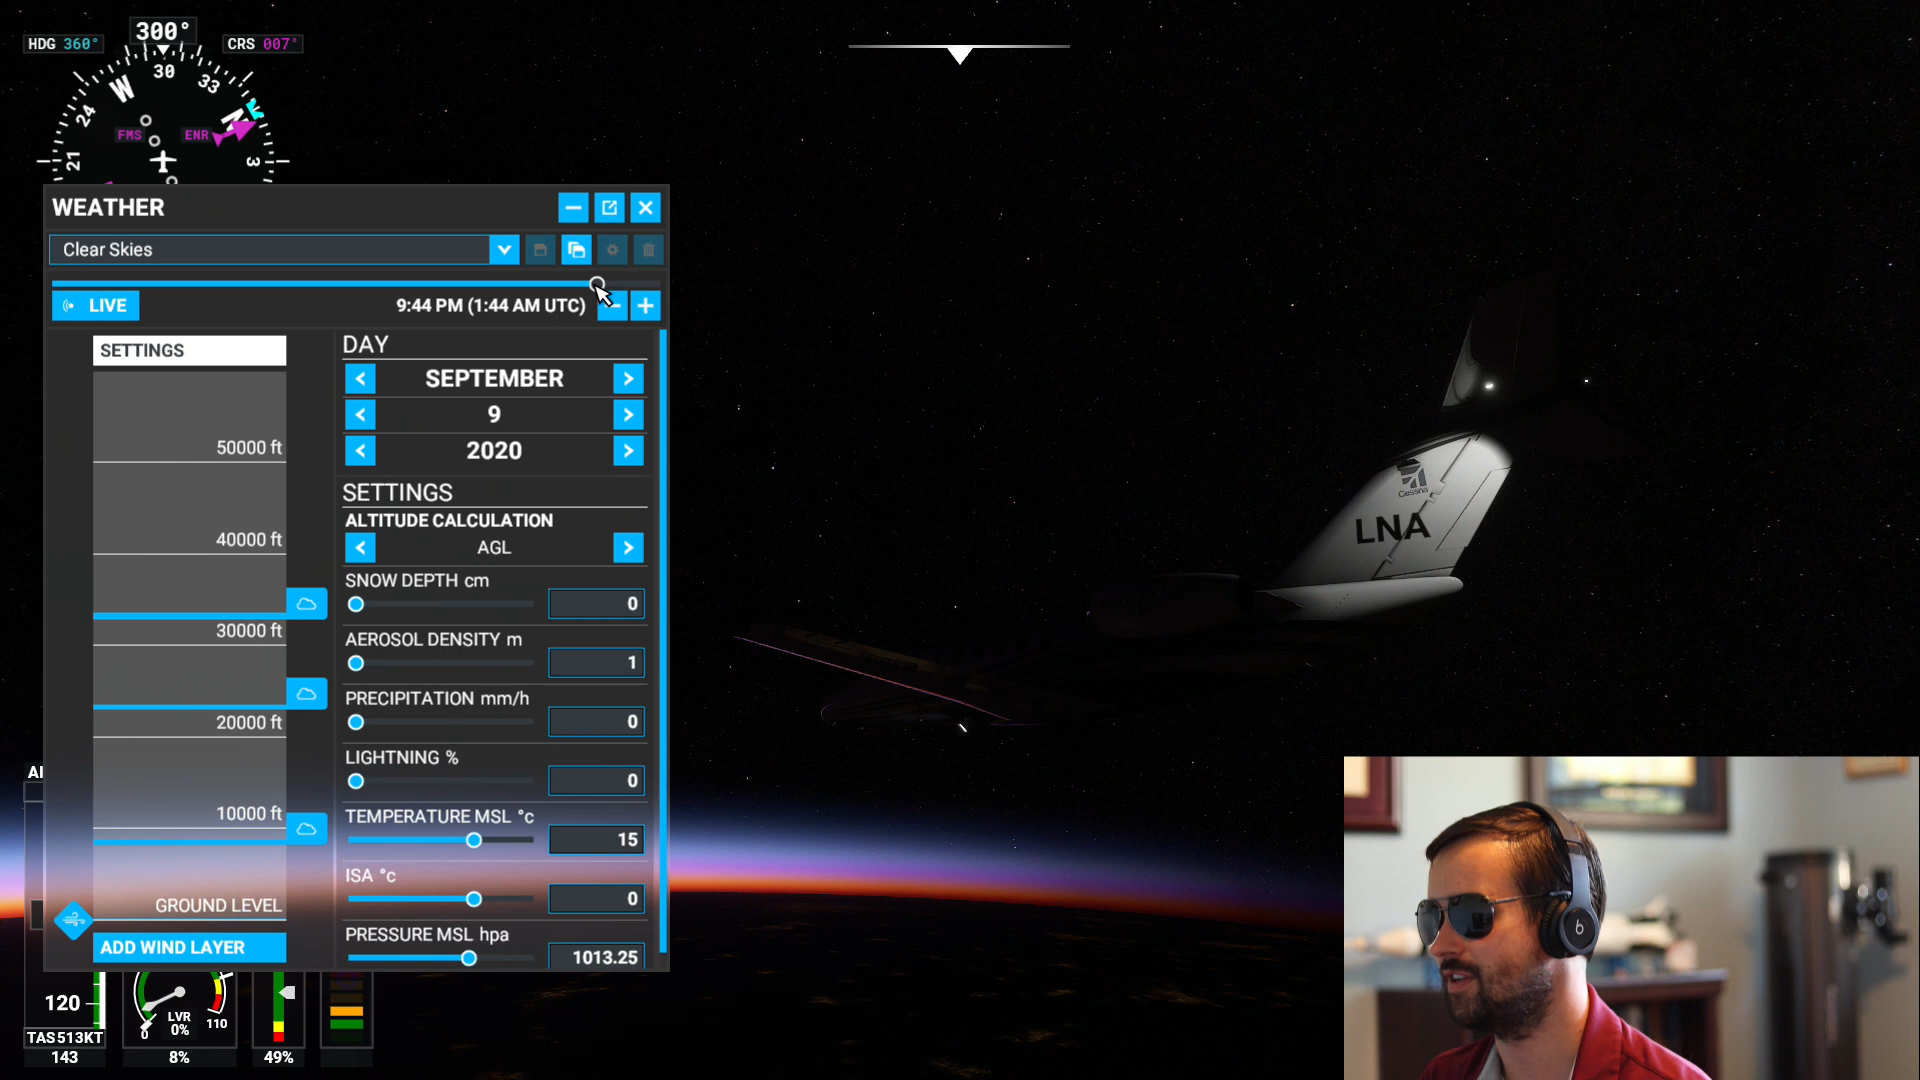 HDG 360°
300°
CRS 007°
30
33
W
24
N
FMS
ENR
21
3
WEATHER
Clear Skies
LIVE
9:44 PM (1:44 AM UTC)
SETTINGS
50000 ft
40000 ft
30000 ft
20000 ft
10000 ft
GROUND LEVEL
ADD WIND LAYER
DAY
SEPTEMBER
9
2020
SETTINGS
ALTITUDE CALCULATION
AGL
SNOW DEPTH cm
0
AEROSOL DENSITY m
1
PRECIPITATION mm/h
0
LIGHTNING %
0
TEMPERATURE MSL °c
15
ISA °c
0
PRESSURE MSL hpa
1013.25
AI
120
TAS513KT
143
LVR
0%
0
110
8%
49%
Cessna
LNA
b